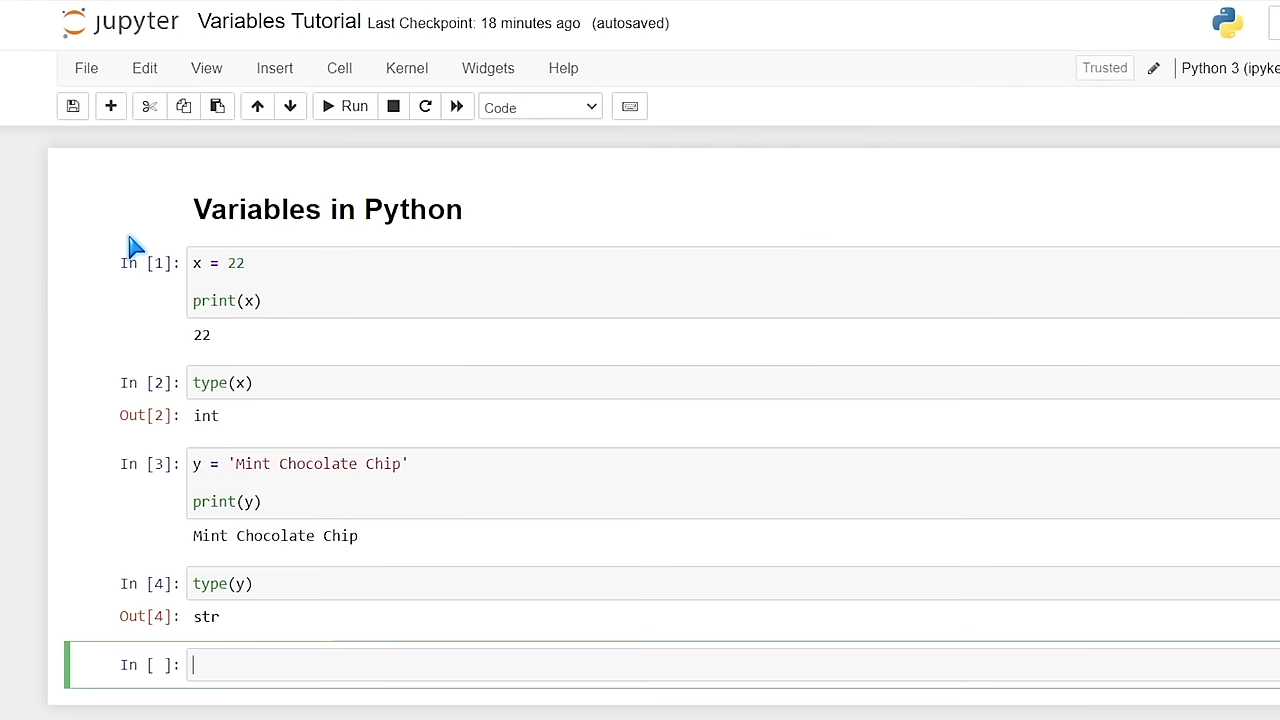 jupyter Variables Tutorial Last Checkpoint: 18 minutes ago (autosaved)
File Edit View Insert Cell Kernel Widgets Help Trusted Python 3 (ipyke
Run Code
Variables in Python
In [1]: x = 22
print(x)
22
In [2]: type(x)
Out[2]: int
In [3]: y = 'Mint Chocolate Chip'
print(y)
Mint Chocolate Chip
In [4]: type(y)
Out[4]: str
In [ ]: